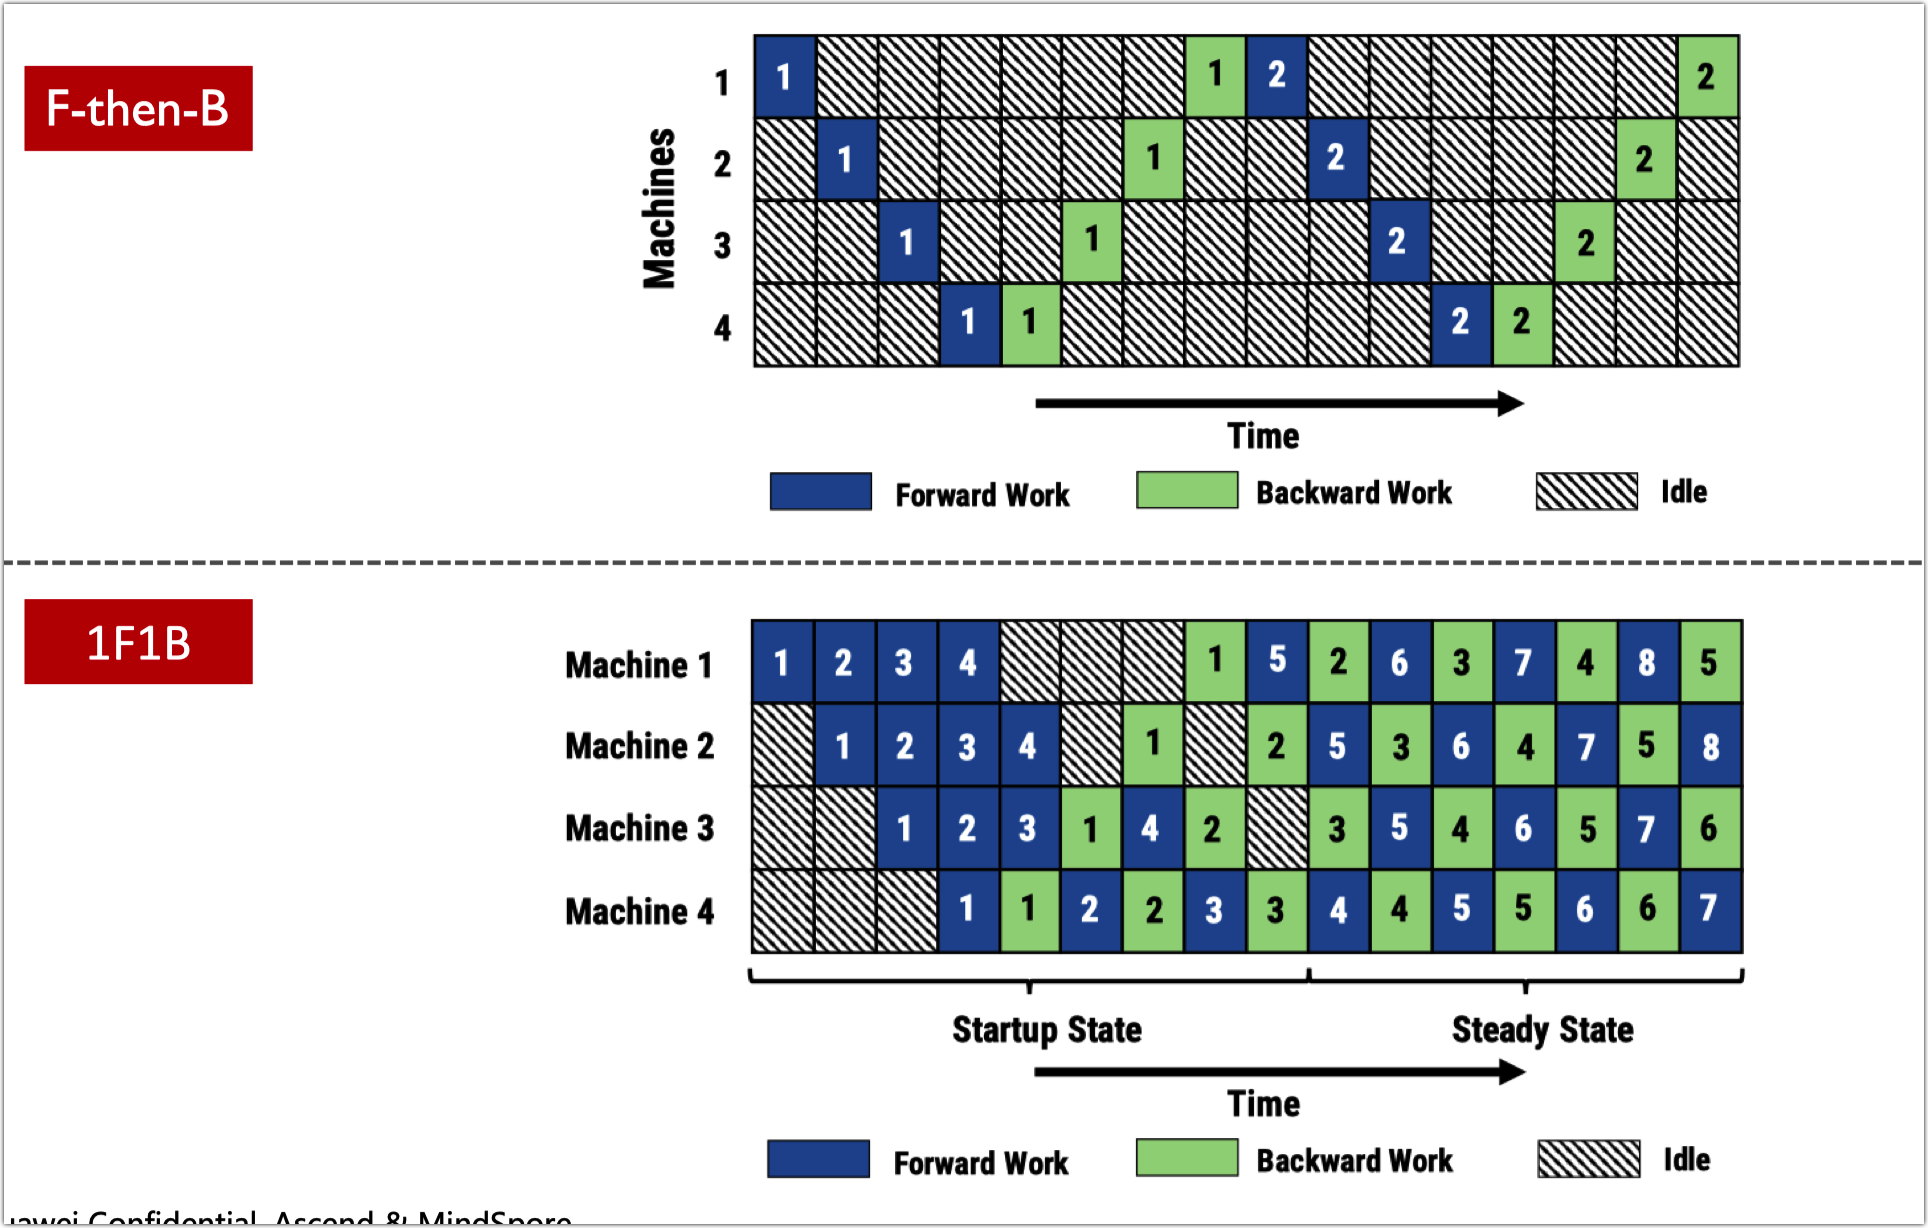 F-then-B
Machines
1 1 1 2 2
2 1 1 2 2
3 1 1 2 2
4 1 1 2 2
Time
Forward Work Backward Work Idle
1F1B
Machine 1 1 2 3 4 1 5 2 6 3 7 4 8 5
Machine 2 1 2 3 4 1 2 5 3 6 4 7 5 8
Machine 3 1 2 3 1 4 2 3 5 4 6 5 7 6
Machine 4 1 1 2 2 3 3 4 4 5 5 6 6 7
Startup State Steady State
Time
Forward Work Backward Work Idle
Confidential, Ascend & MindSpore